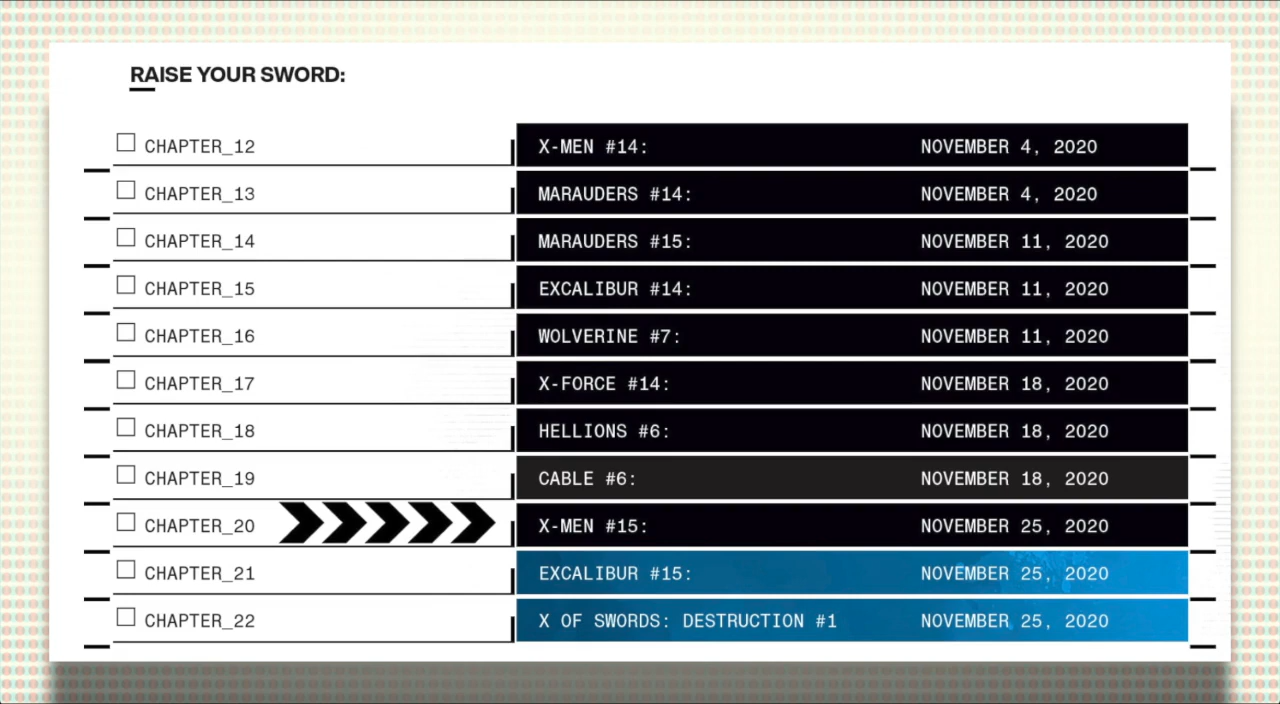 RAISE YOUR SWORD:
CHAPTER_12 X-MEN #14: NOVEMBER 4, 2020
CHAPTER_13 MARAUDERS #14: NOVEMBER 4, 2020
CHAPTER_14 MARAUDERS #15: NOVEMBER 11, 2020
CHAPTER_15 EXCALIBUR #14: NOVEMBER 11, 2020
CHAPTER_16 WOLVERINE #7: NOVEMBER 11, 2020
CHAPTER_17 X-FORCE #14: NOVEMBER 18, 2020
CHAPTER_18 HELLIONS #6: NOVEMBER 18, 2020
CHAPTER_19 CABLE #6: NOVEMBER 18, 2020
CHAPTER_20 X-MEN #15: NOVEMBER 25, 2020
CHAPTER_21 EXCALIBUR #15: NOVEMBER 25, 2020
CHAPTER_22 X OF SWORDS: DESTRUCTION #1 NOVEMBER 25, 2020